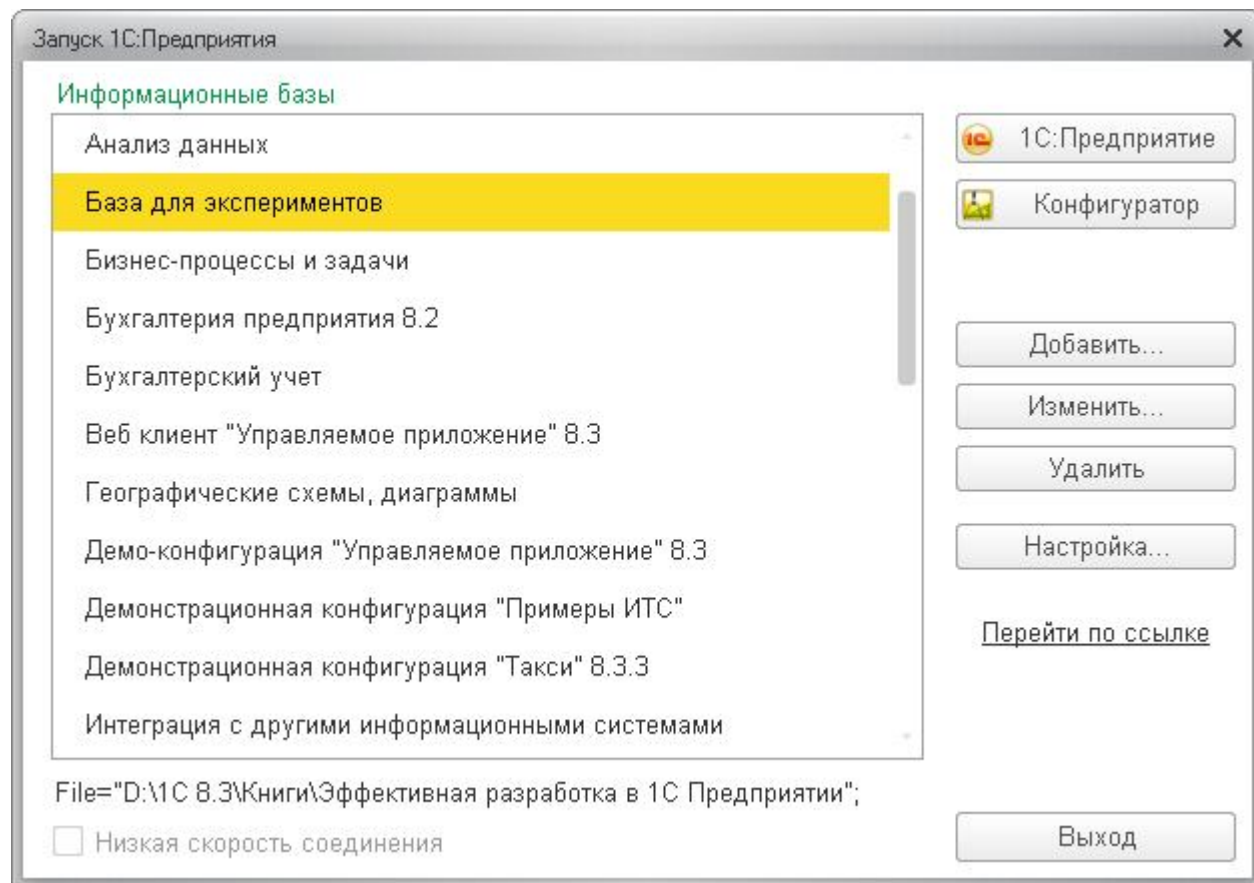 Запуск 1С:Предприятия
Информационные базы
Анализ данных
База для экспериментов
Бизнес-процессы и задачи
Бухгалтерия предприятия 8.2
Бухгалтерский учет
Веб клиент "Управляемое приложение" 8.3
Географические схемы, диаграммы
Демо-конфигурация "Управляемое приложение" 8.3
Демонстрационная конфигурация "Примеры ИТС"
Демонстрационная конфигурация "Такси" 8.3.3
Интеграция с другими информационными системами
File="D:\1С 8.3\Книги\Эффективная разработка в 1С Предприятии";
Низкая скорость соединения
1С 1С:Предприятие
Конфигуратор
Добавить...
Изменить...
Удалить
Настройка...
Перейти по ссылке
Выход